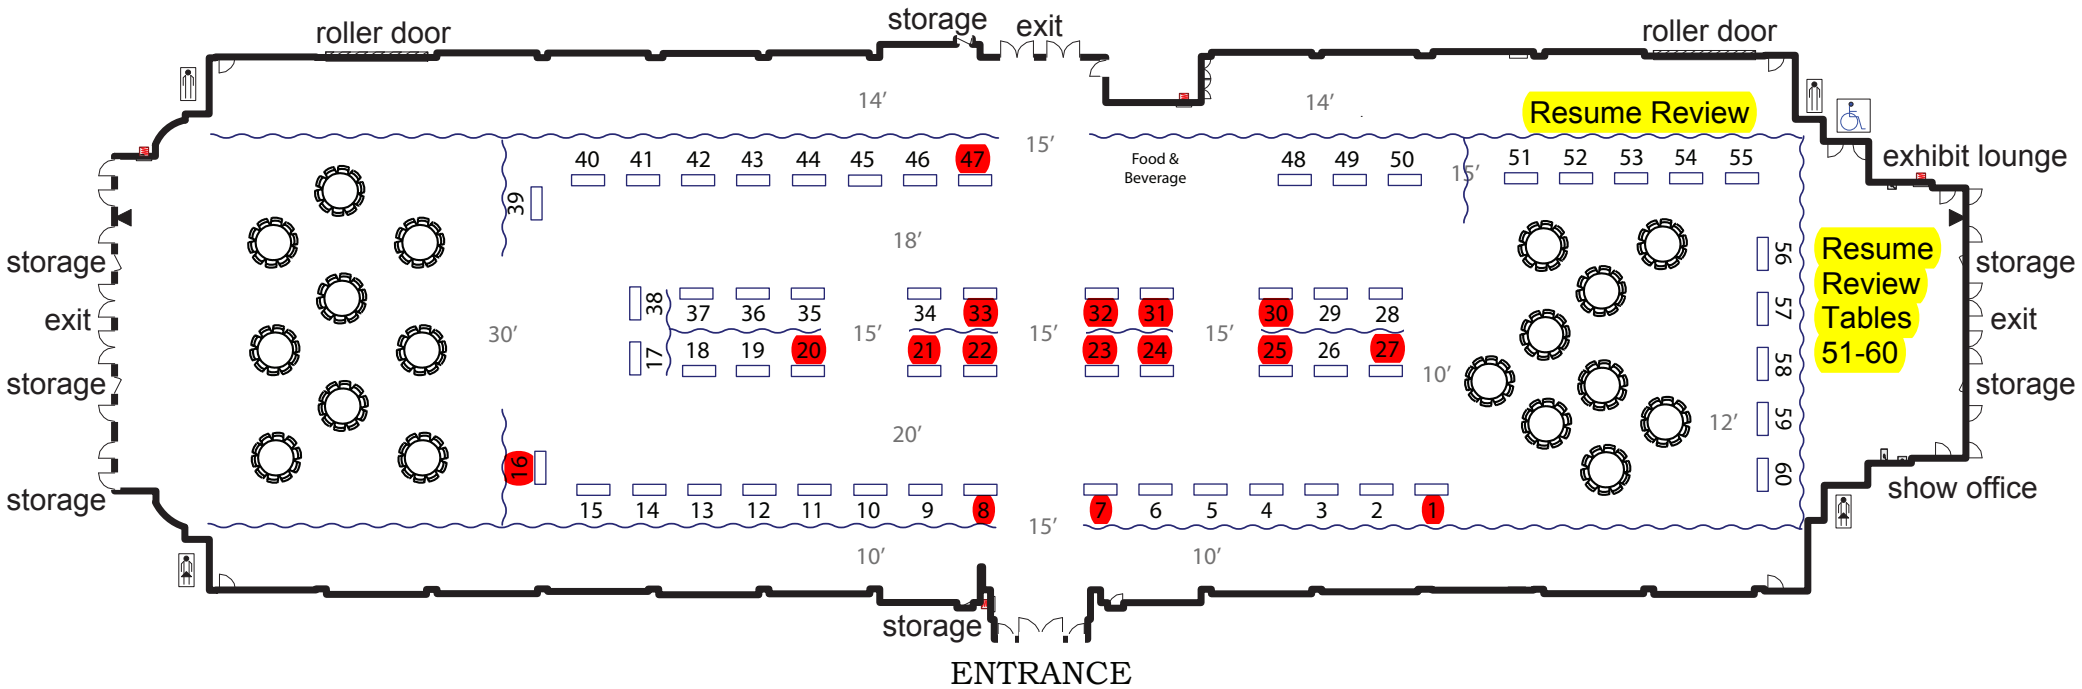 storage
exit
roller door
roller door
14’
14’
Resume Review
15’
40 41 42 43 44 45 46 47
Food &
Beverage
48 49 50
15’
51 52 53 54 55
exhibit lounge
39
18’
storage
56
Resume
Review
Tables
51-60
storage
38
37 36 35
34 33
32 31
30 29 28
57
exit
30’
15’
15’
15’
exit
17
18 19 20
21 22
23 24
25 26 27
58
10’
storage
storage
20’
12’
59
16
60
storage
show office
15 14 13 12 11 10 9 8
7 6 5 4 3 2 1
15’
10’
10’
storage
ENTRANCE